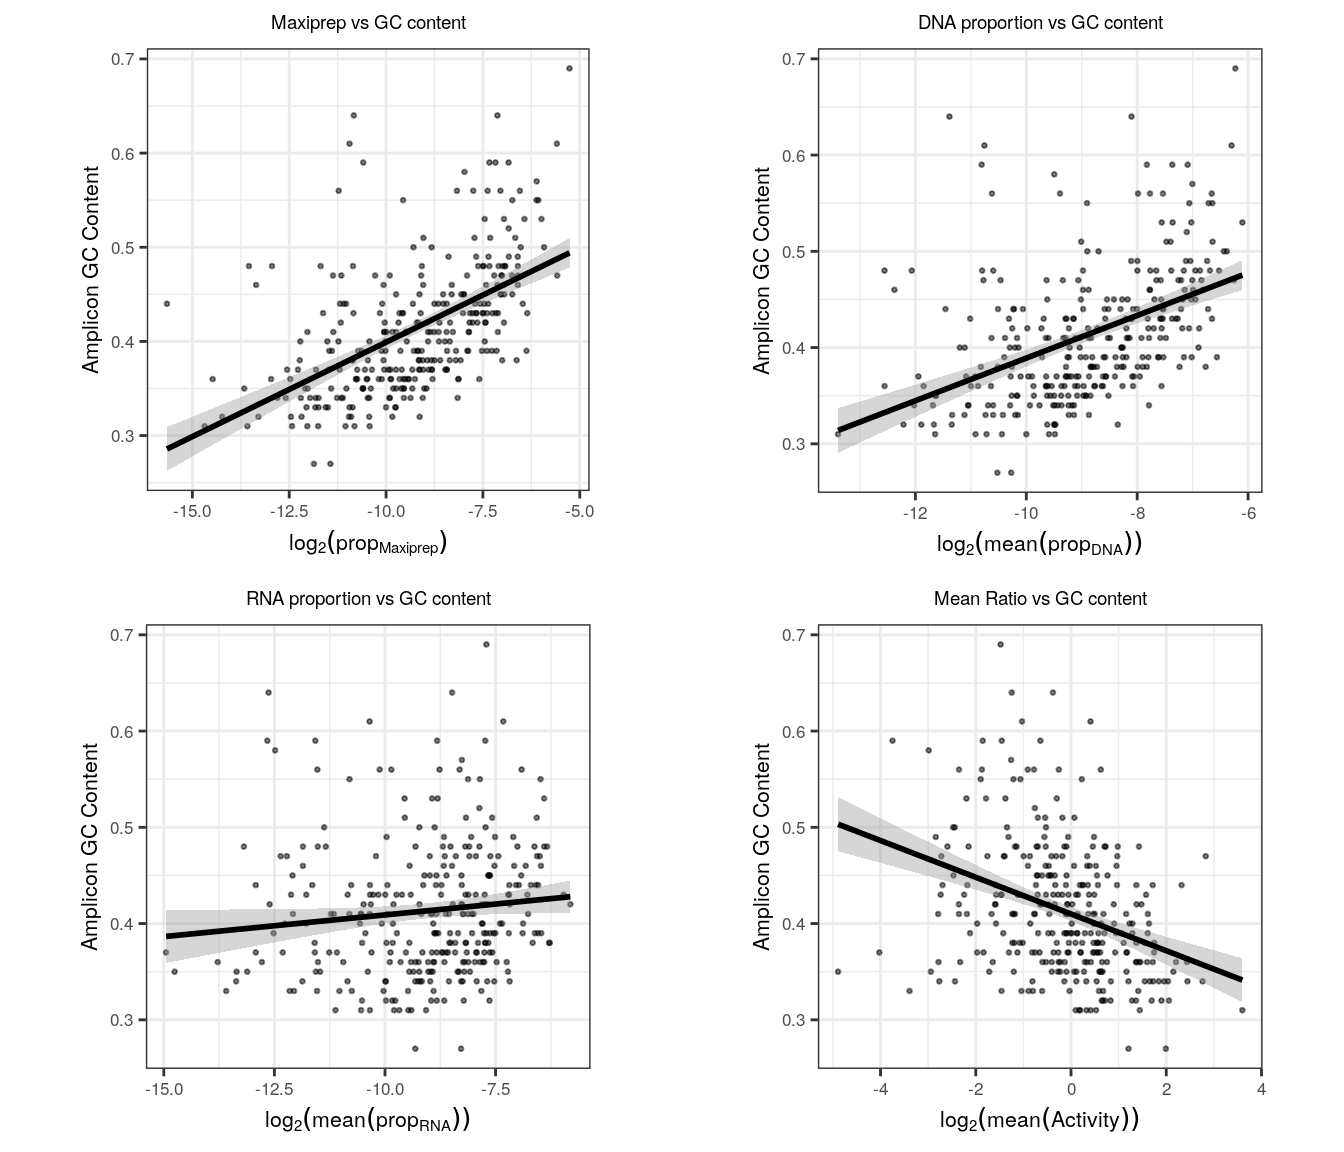 Maxiprep vs GC content
Amplicon GC Content
0.7
0.6
0.5
0.4
0.3
-15.0 -12.5 -10.0 -7.5 -5.0
log2(propMaxiprep)
DNA proportion vs GC content
Amplicon GC Content
0.7
0.6
0.5
0.4
0.3
-12 -10 -8 -6
log2(mean(propDNA))
RNA proportion vs GC content
Amplicon GC Content
0.7
0.6
0.5
0.4
0.3
-15.0 -12.5 -10.0 -7.5
log2(mean(propRNA))
Mean Ratio vs GC content
Amplicon GC Content
0.7
0.6
0.5
0.4
0.3
-4 -2 0 2 4
log2(mean(Activity))